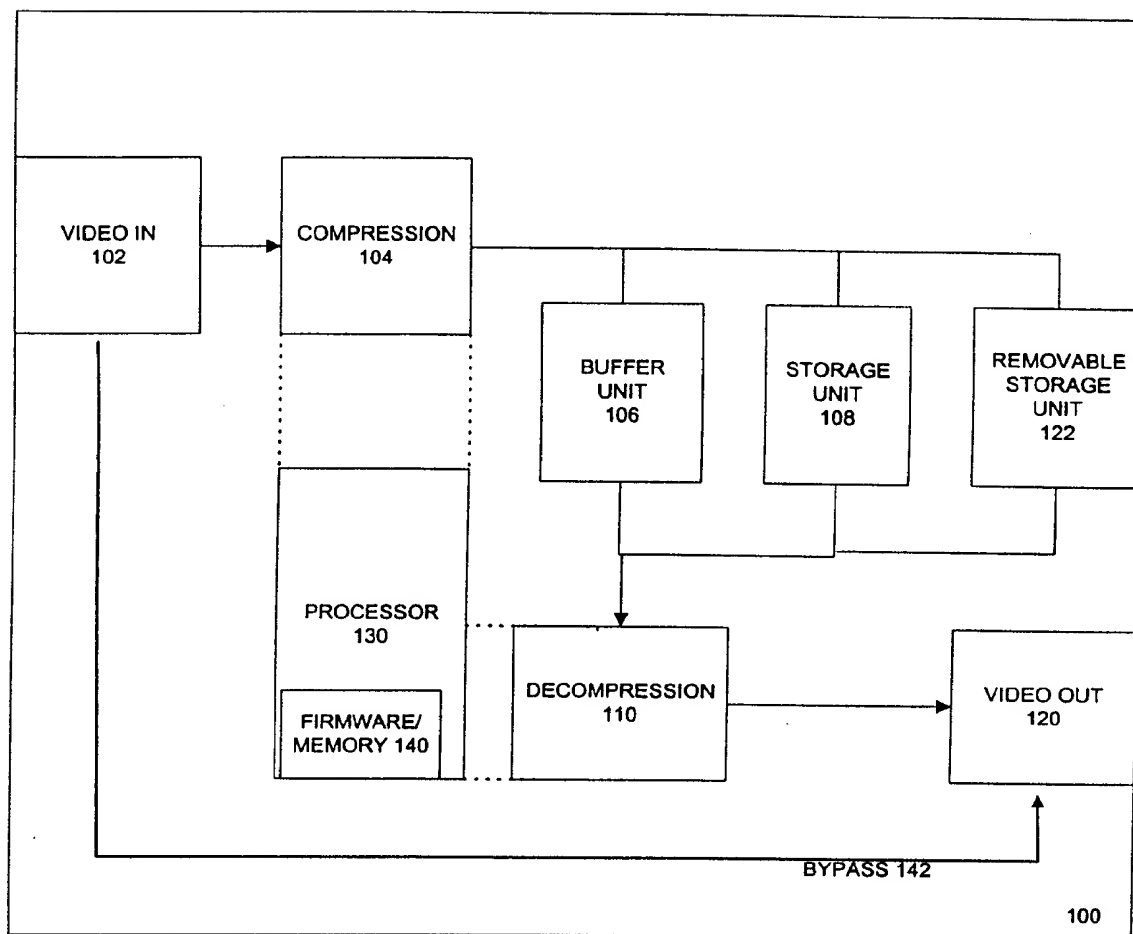 VIDEO IN
102
COMPRESSION
104
BUFFER
UNIT
106
STORAGE
UNIT
108
REMOVABLE
STORAGE
UNIT
122
PROCESSOR
130
FIRMWARE/
MEMORY 140
DECOMPRESSION
110
VIDEO OUT
120
BYPASS 142
100